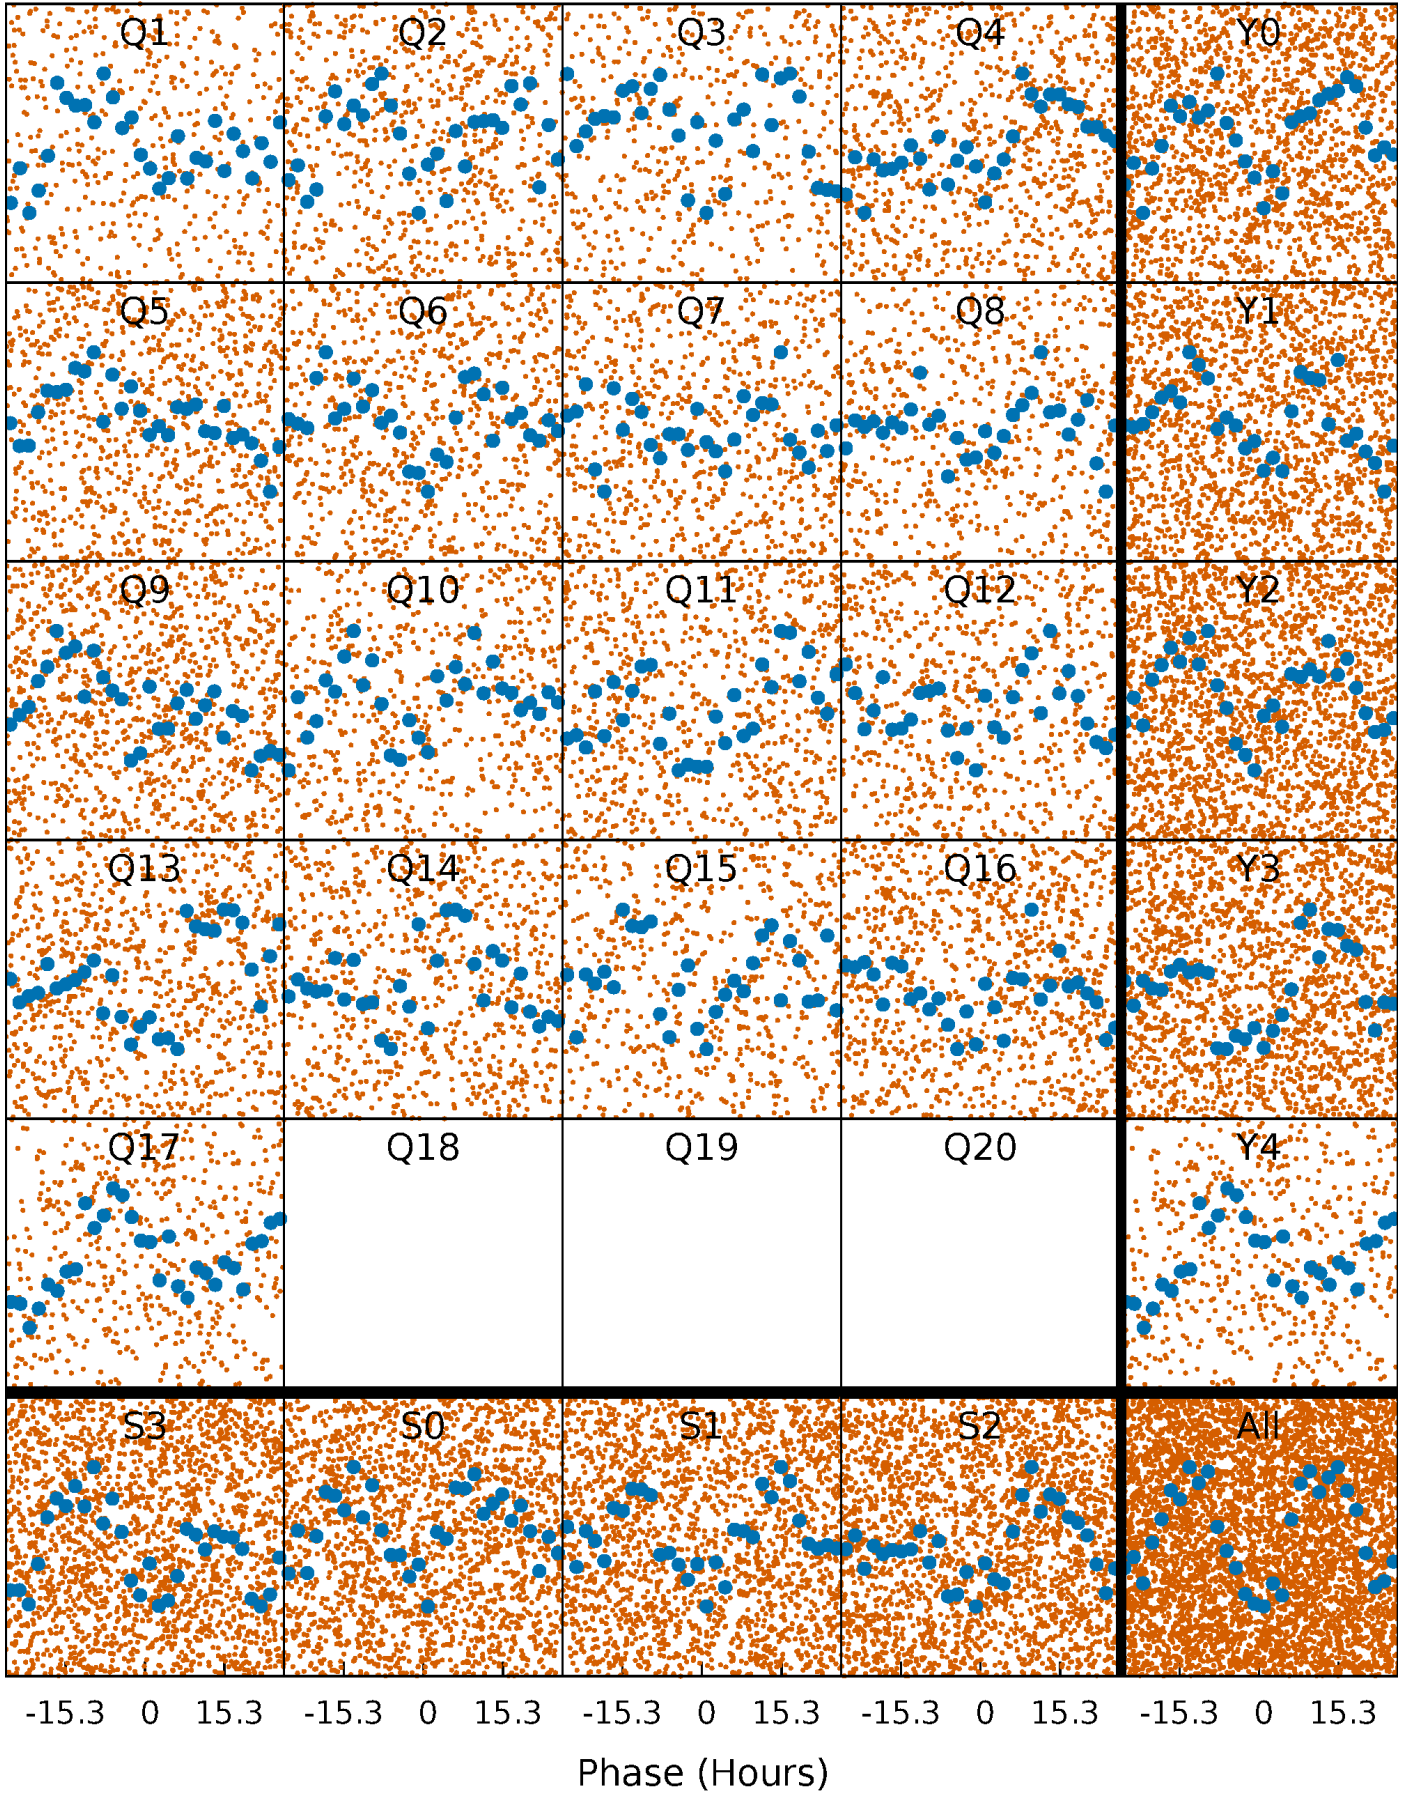 Q1 Q2 Q3 Q4 Y0
Q5 Q6 Q7 Q8 Y1
Q9 Q10 Q11 Q12 Y2
Q13 Q14 Q15 Q16 Y3
Q17 Q18 Q19 Q20 Y4
S3 S0 S1 S2 All
-15.3 0 15.3 -15.3 0 15.3 -15.3 0 15.3 -15.3 0 15.3 -15.3 0 15.3
Phase (Hours)